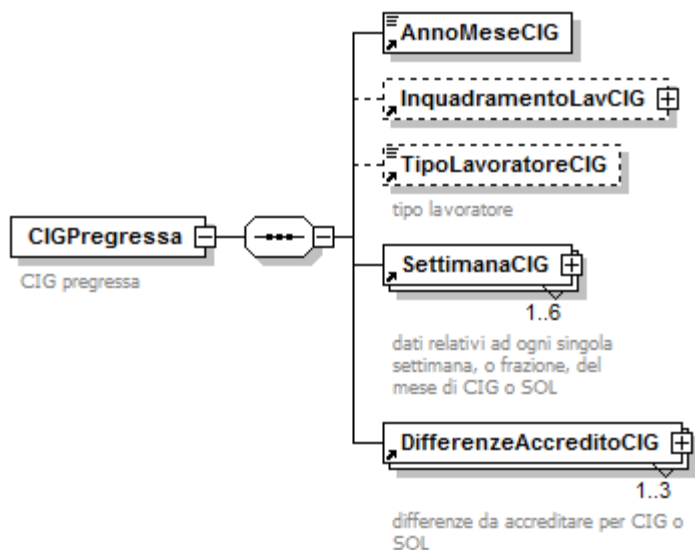 AnnoMeseCIG
InquadramentoLavCIG
TipoLavoratoreCIG
tipo lavoratore
CIGPregressa
CIG pregressa
SettimanaCIG
1..6
dati relativi ad ogni singola
settimana, o frazione, del
mese di CIG o SOL
DifferenzeAccreditoCIG
1..3
differenze da accreditare per CIG o
SOL